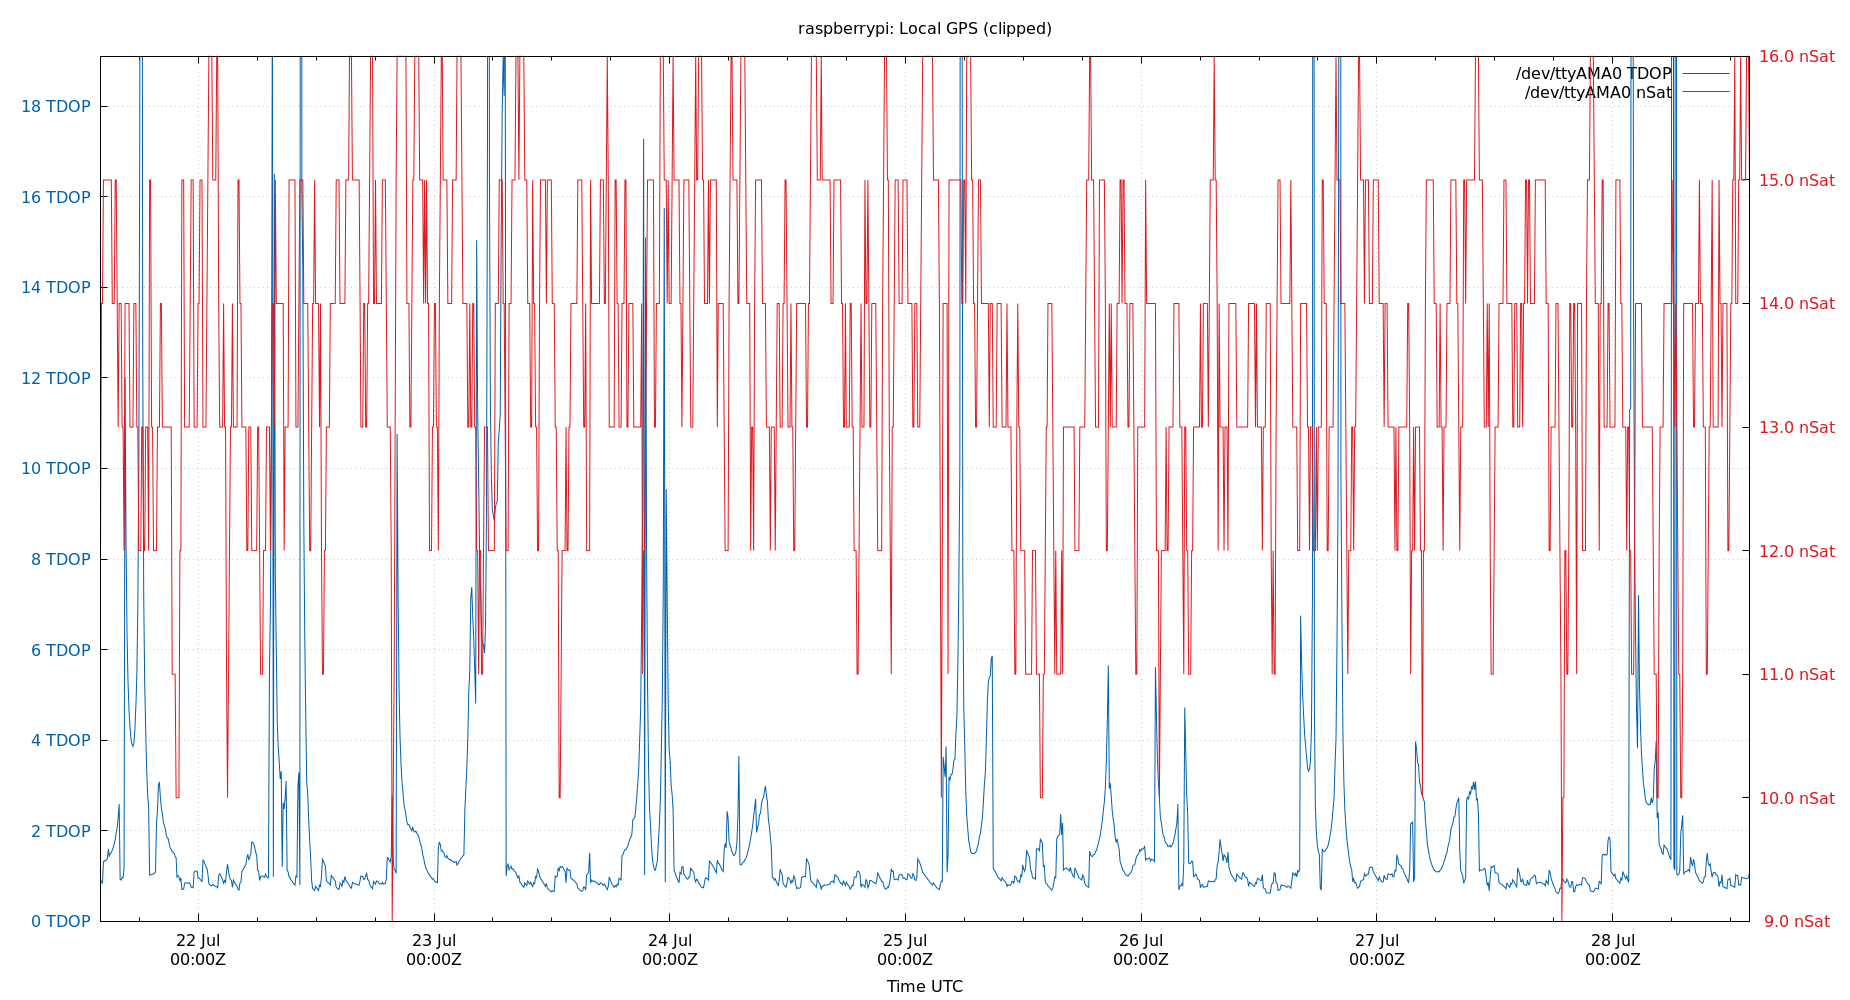 raspberrypi: Local GPS (clipped)
/dev/ttyAMA0 TDOP
/dev/ttyAMA0 nSat
18 TDOP
16 TDOP
14 TDOP
12 TDOP
10 TDOP
8 TDOP
6 TDOP
4 TDOP
2 TDOP
0 TDOP
16.0 nSat
15.0 nSat
14.0 nSat
13.0 nSat
12.0 nSat
11.0 nSat
10.0 nSat
9.0 nSat
22 Jul
00:00Z
23 Jul
00:00Z
24 Jul
00:00Z
25 Jul
00:00Z
26 Jul
00:00Z
27 Jul
00:00Z
28 Jul
00:00Z
Time UTC